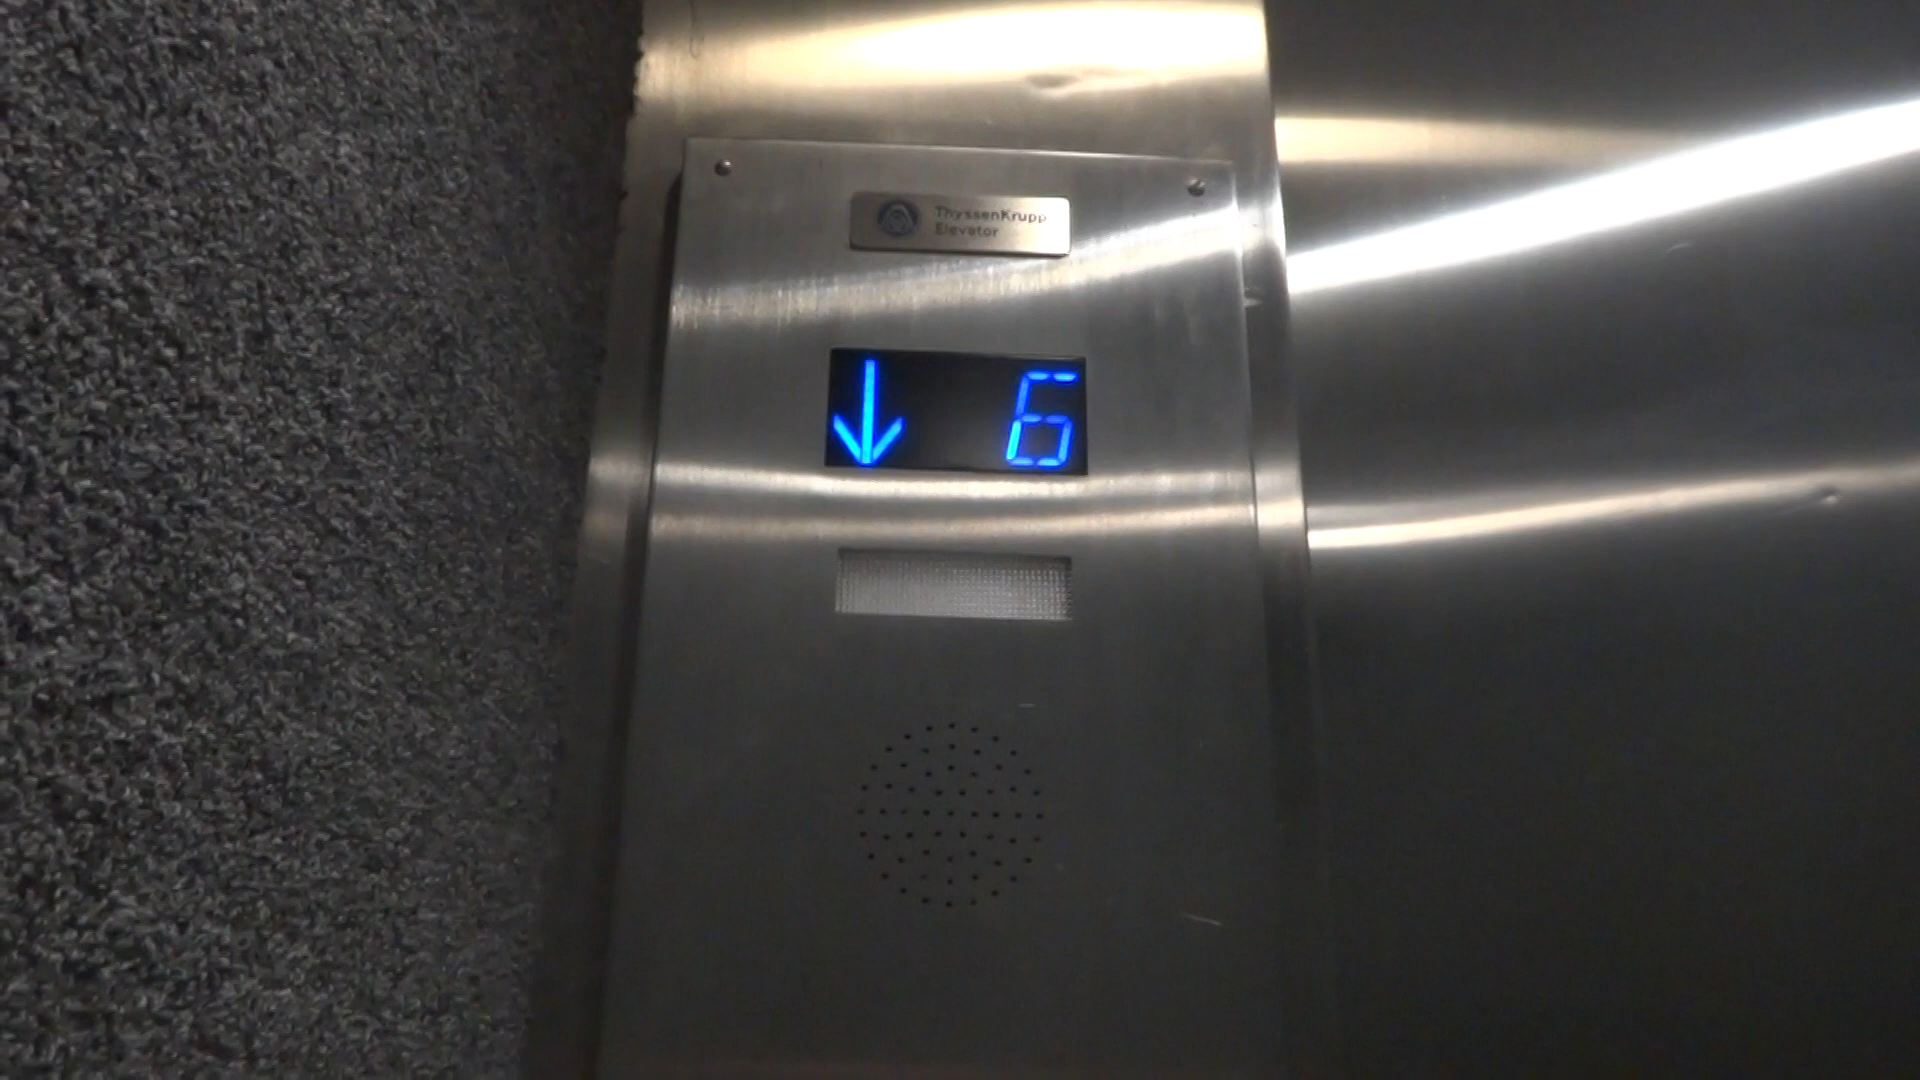 ThyssenKrupp
Elevator
↓ 6